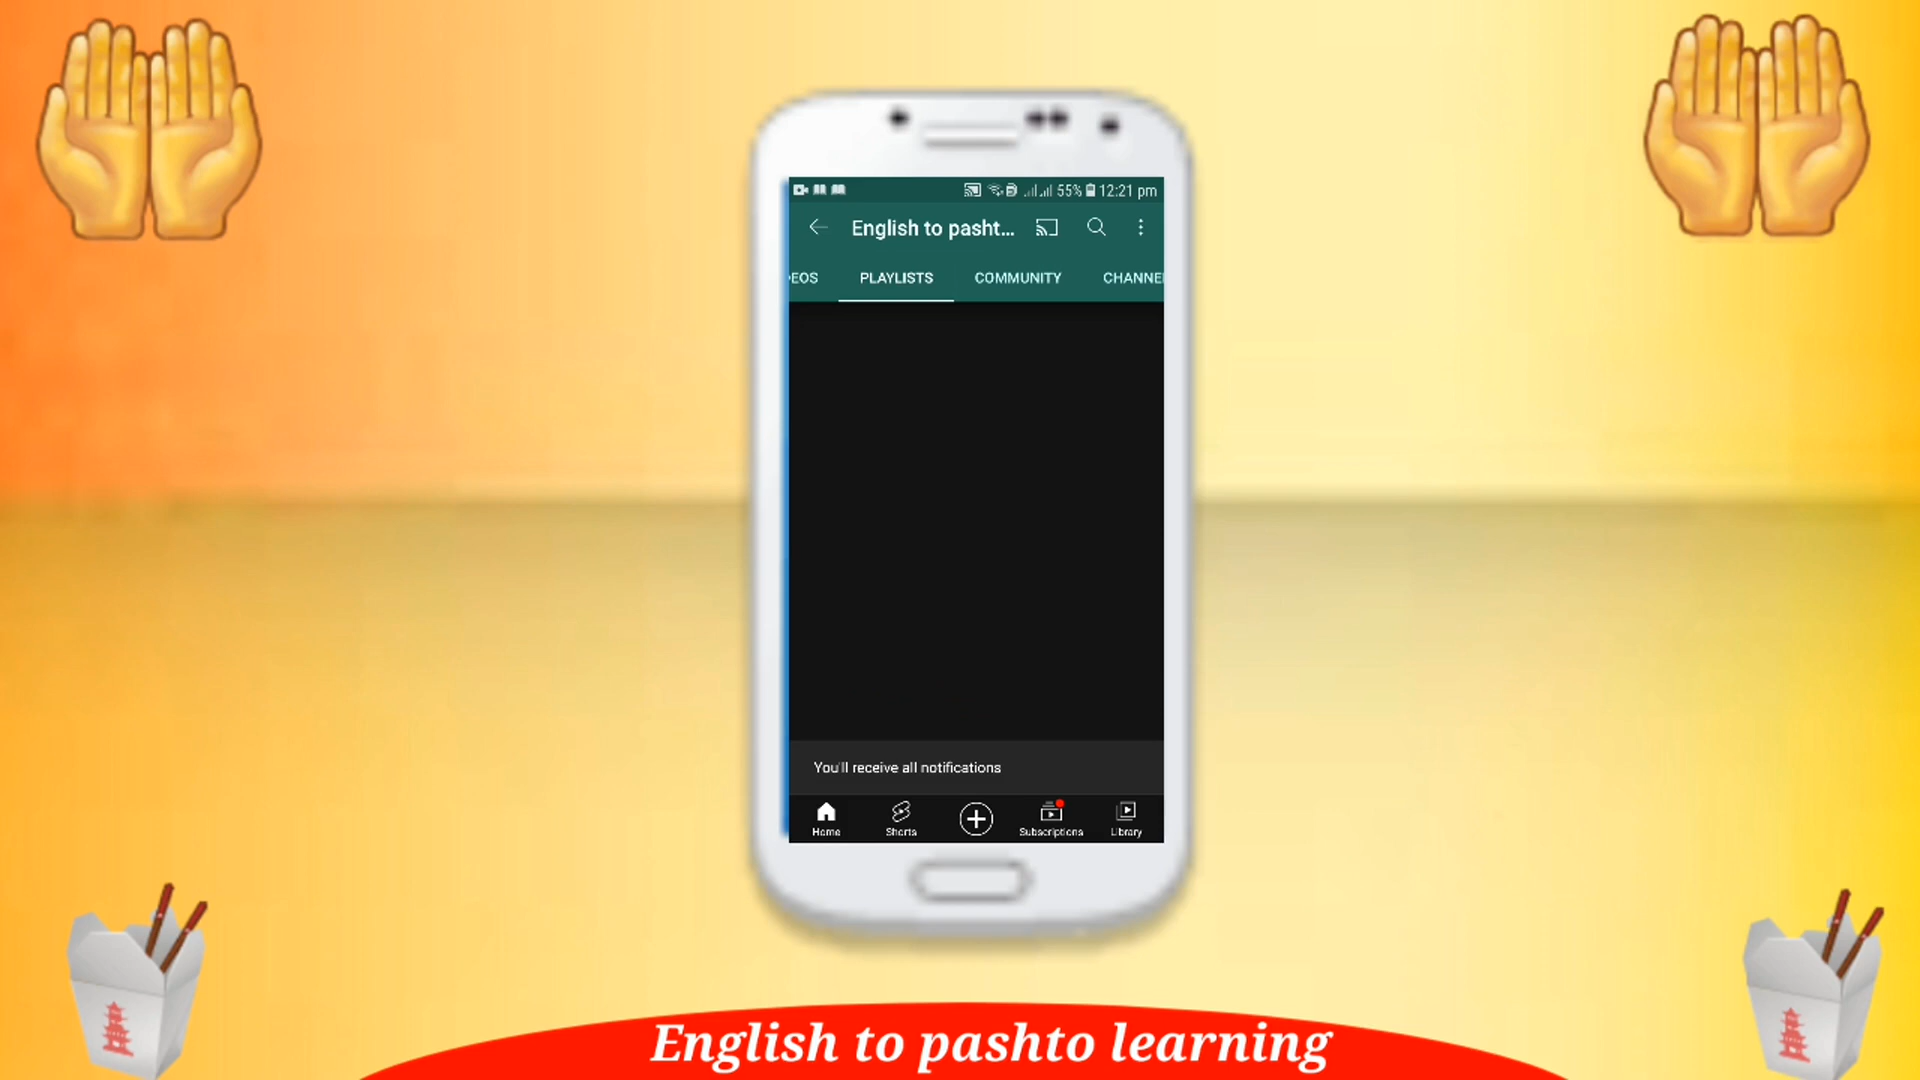 55% 12:21 pm
English to pasht...
EOS PLAYLISTS COMMUNITY CHANNE
You'll receive all notifications
Home Shorts Subscriptions Library
English to pashto learning